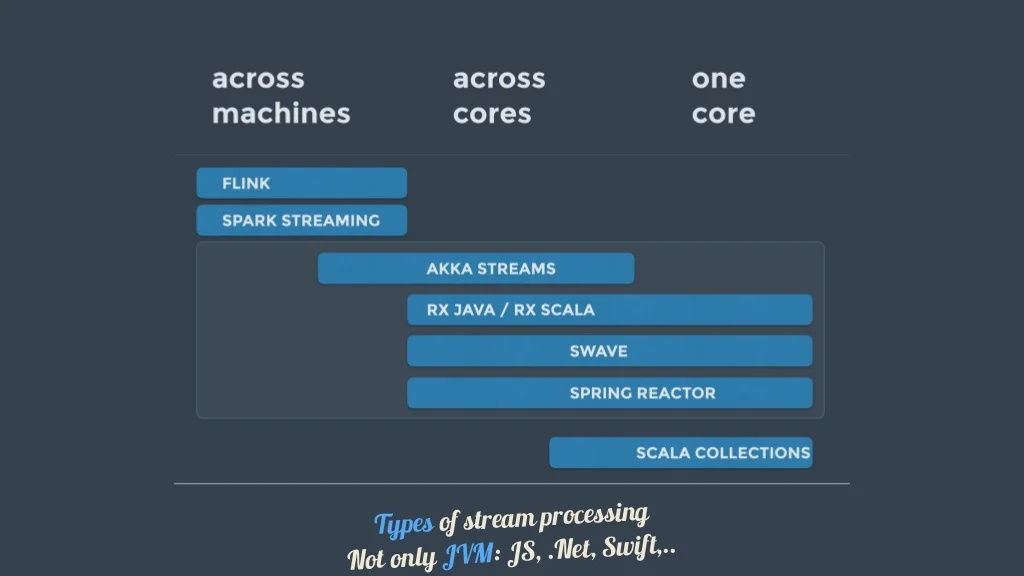 across
machines
across
cores
one
core
FLINK
SPARK STREAMING
AKKA STREAMS
RX JAVA / RX SCALA
SWAVE
SPRING REACTOR
SCALA COLLECTIONS
Types of stream processing
Not only JVM: JS, .Net, Swift,..